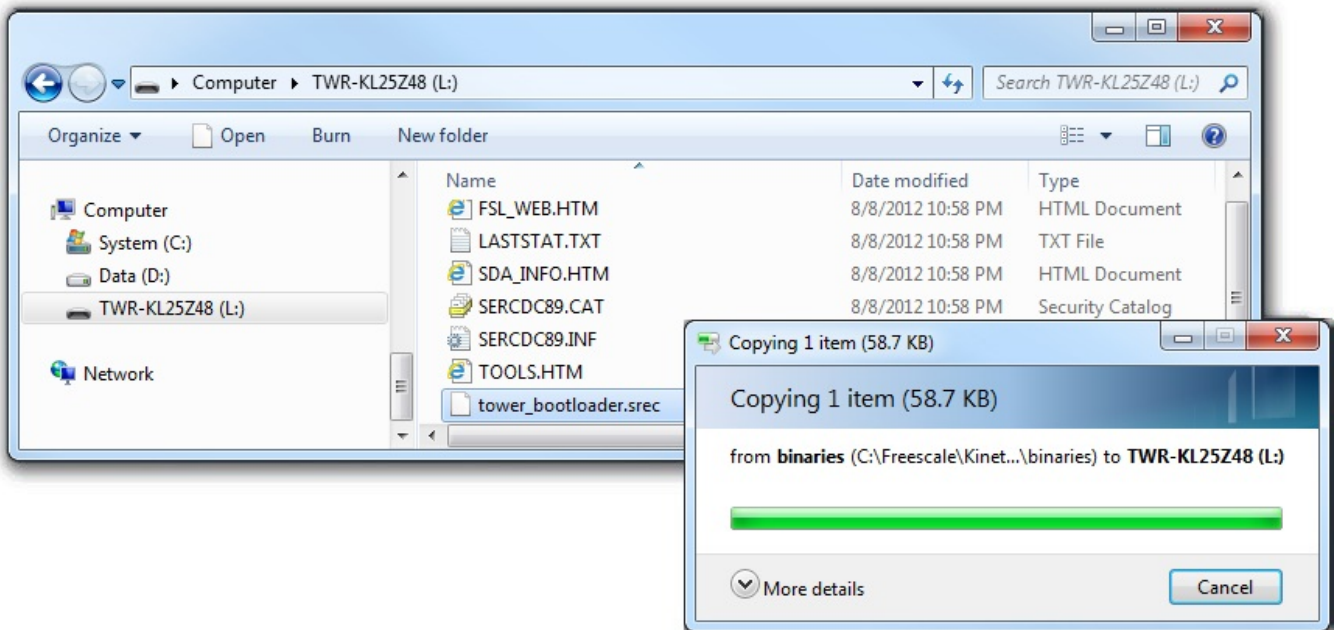 Computer ▸ TWR-KL25Z48 (L:)
Search TWR-KL25Z48 (L:)
Organize Open Burn New folder
Name Date modified Type
Computer
System (C:)
Data (D:)
TWR-KL25Z48 (L:)
Network
FSL_WEB.HTM 8/8/2012 10:58 PM HTML Document
LASTSTAT.TXT 8/8/2012 10:58 PM TXT File
SDA_INFO.HTM 8/8/2012 10:58 PM HTML Document
SERCDC89.CAT 8/8/2012 10:58 PM Security Catalog
SERCDC89.INF
TOOLS.HTM
tower_bootloader.srec
Copying 1 item (58.7 KB)
Copying 1 item (58.7 KB)
from binaries (C:\Freescale\Kinet...\binaries) to TWR-KL25Z48 (L:)
More details
Cancel